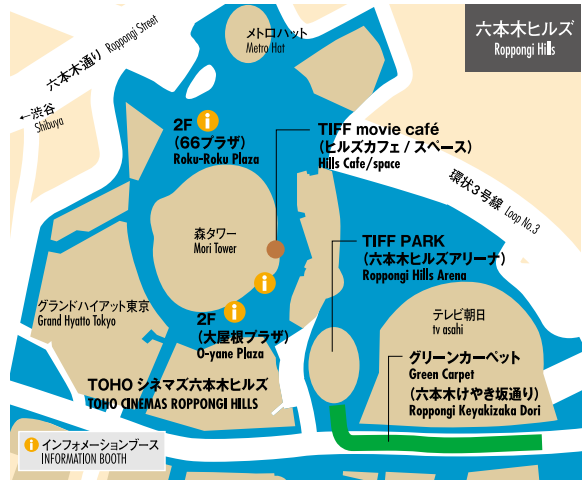 六本木ヒルズ
Roppongi Hills
メトロハット
Metro Hat
六本木通り Roppongi Street
←渋谷
Shibuya
2F
（66プラザ）
Roku-Roku Plaza
TIFF movie café
（ヒルズカフェ / スペース）
Hills Cafe/space
環状3号線 Loop No.3
森タワー
Mori Tower
TIFF PARK
（六本木ヒルズアリーナ）
Roppongi Hills Arena
グランドハイアット東京
Grand Hyatto Tokyo
2F
（大屋根プラザ）
O-yane Plaza
テレビ朝日
tv asahi
グリーンカーペット
Green Carpet
（六本木けやき坂通り）
Roppongi Keyakizaka Dori
TOHO シネマズ六本木ヒルズ
TOHO CINEMAS ROPPONGI HILLS
i インフォメーションブース
INFORMATION BOOTH